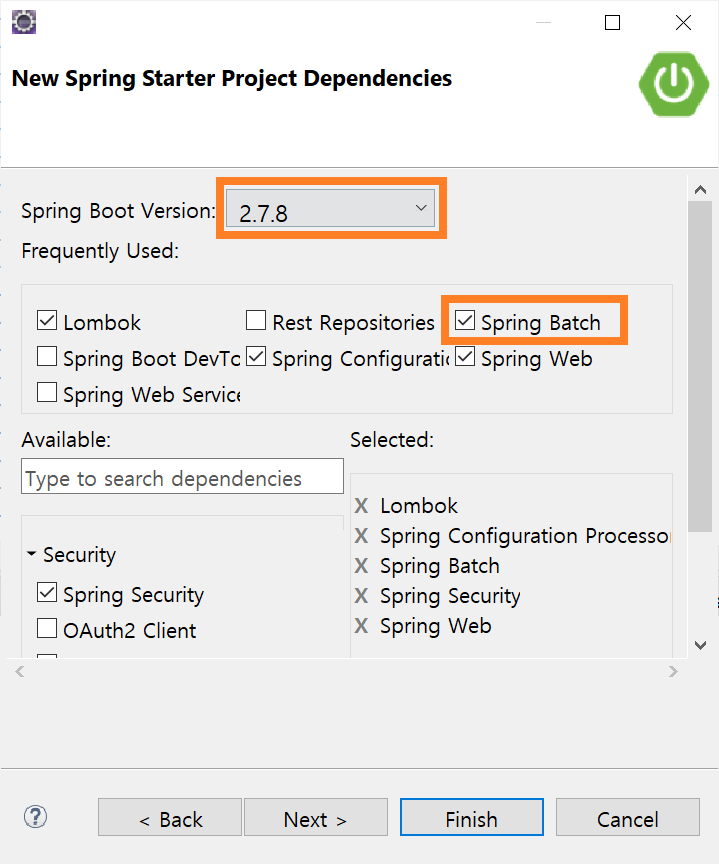 New Spring Starter Project Dependencies
Spring Boot Version: 2.7.8
Frequently Used:
Lombok Rest Repositories Spring Batch
Spring Boot DevTo Spring Configuratio Spring Web
Spring Web Service
Available: Selected:
Type to search dependencies
X Lombok
X Spring Configuration Processor
Security
X Spring Batch
Spring Security
X Spring Security
OAuth2 Client
X Spring Web
? < Back Next > Finish Cancel